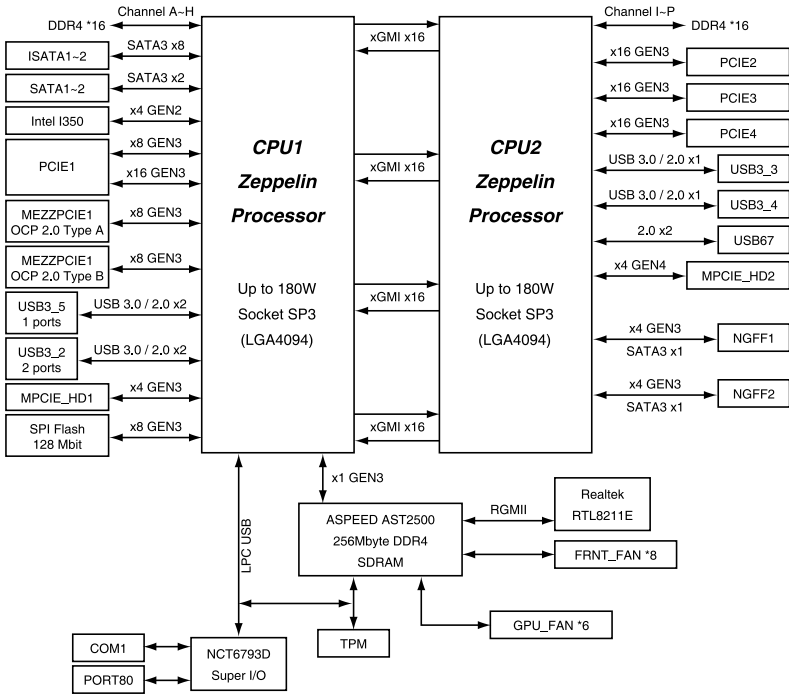 Channel A~H
DDR4 *16
ISATA1~2
SATA3 x8
SATA1~2
SATA3 x2
Intel I350
x4 GEN2
PCIE1
x8 GEN3
x16 GEN3
MEZZPCIE1
OCP 2.0 Type A
x8 GEN3
MEZZPCIE1
OCP 2.0 Type B
x8 GEN3
USB3_5
1 ports
USB 3.0 / 2.0 x2
USB3_2
2 ports
USB 3.0 / 2.0 x2
MPCIE_HD1
x4 GEN3
SPI Flash
128 Mbit
x8 GEN3
CPU1
Zeppelin
Processor
Up to 180W
Socket SP3
(LGA4094)
xGMI x16
xGMI x16
xGMI x16
xGMI x16
CPU2
Zeppelin
Processor
Up to 180W
Socket SP3
(LGA4094)
Channel I~P
DDR4 *16
x16 GEN3
PCIE2
x16 GEN3
PCIE3
x16 GEN3
PCIE4
USB 3.0 / 2.0 x1
USB3_3
USB 3.0 / 2.0 x1
USB3_4
2.0 x2
USB67
x4 GEN4
MPCIE_HD2
x4 GEN3
SATA3 x1
NGFF1
x4 GEN3
SATA3 x1
NGFF2
LPC USB
x1 GEN3
ASPEED AST2500
256Mbyte DDR4
SDRAM
RGMII
Realtek
RTL8211E
FRNT_FAN *8
GPU_FAN *6
TPM
COM1
PORT80
NCT6793D
Super I/O